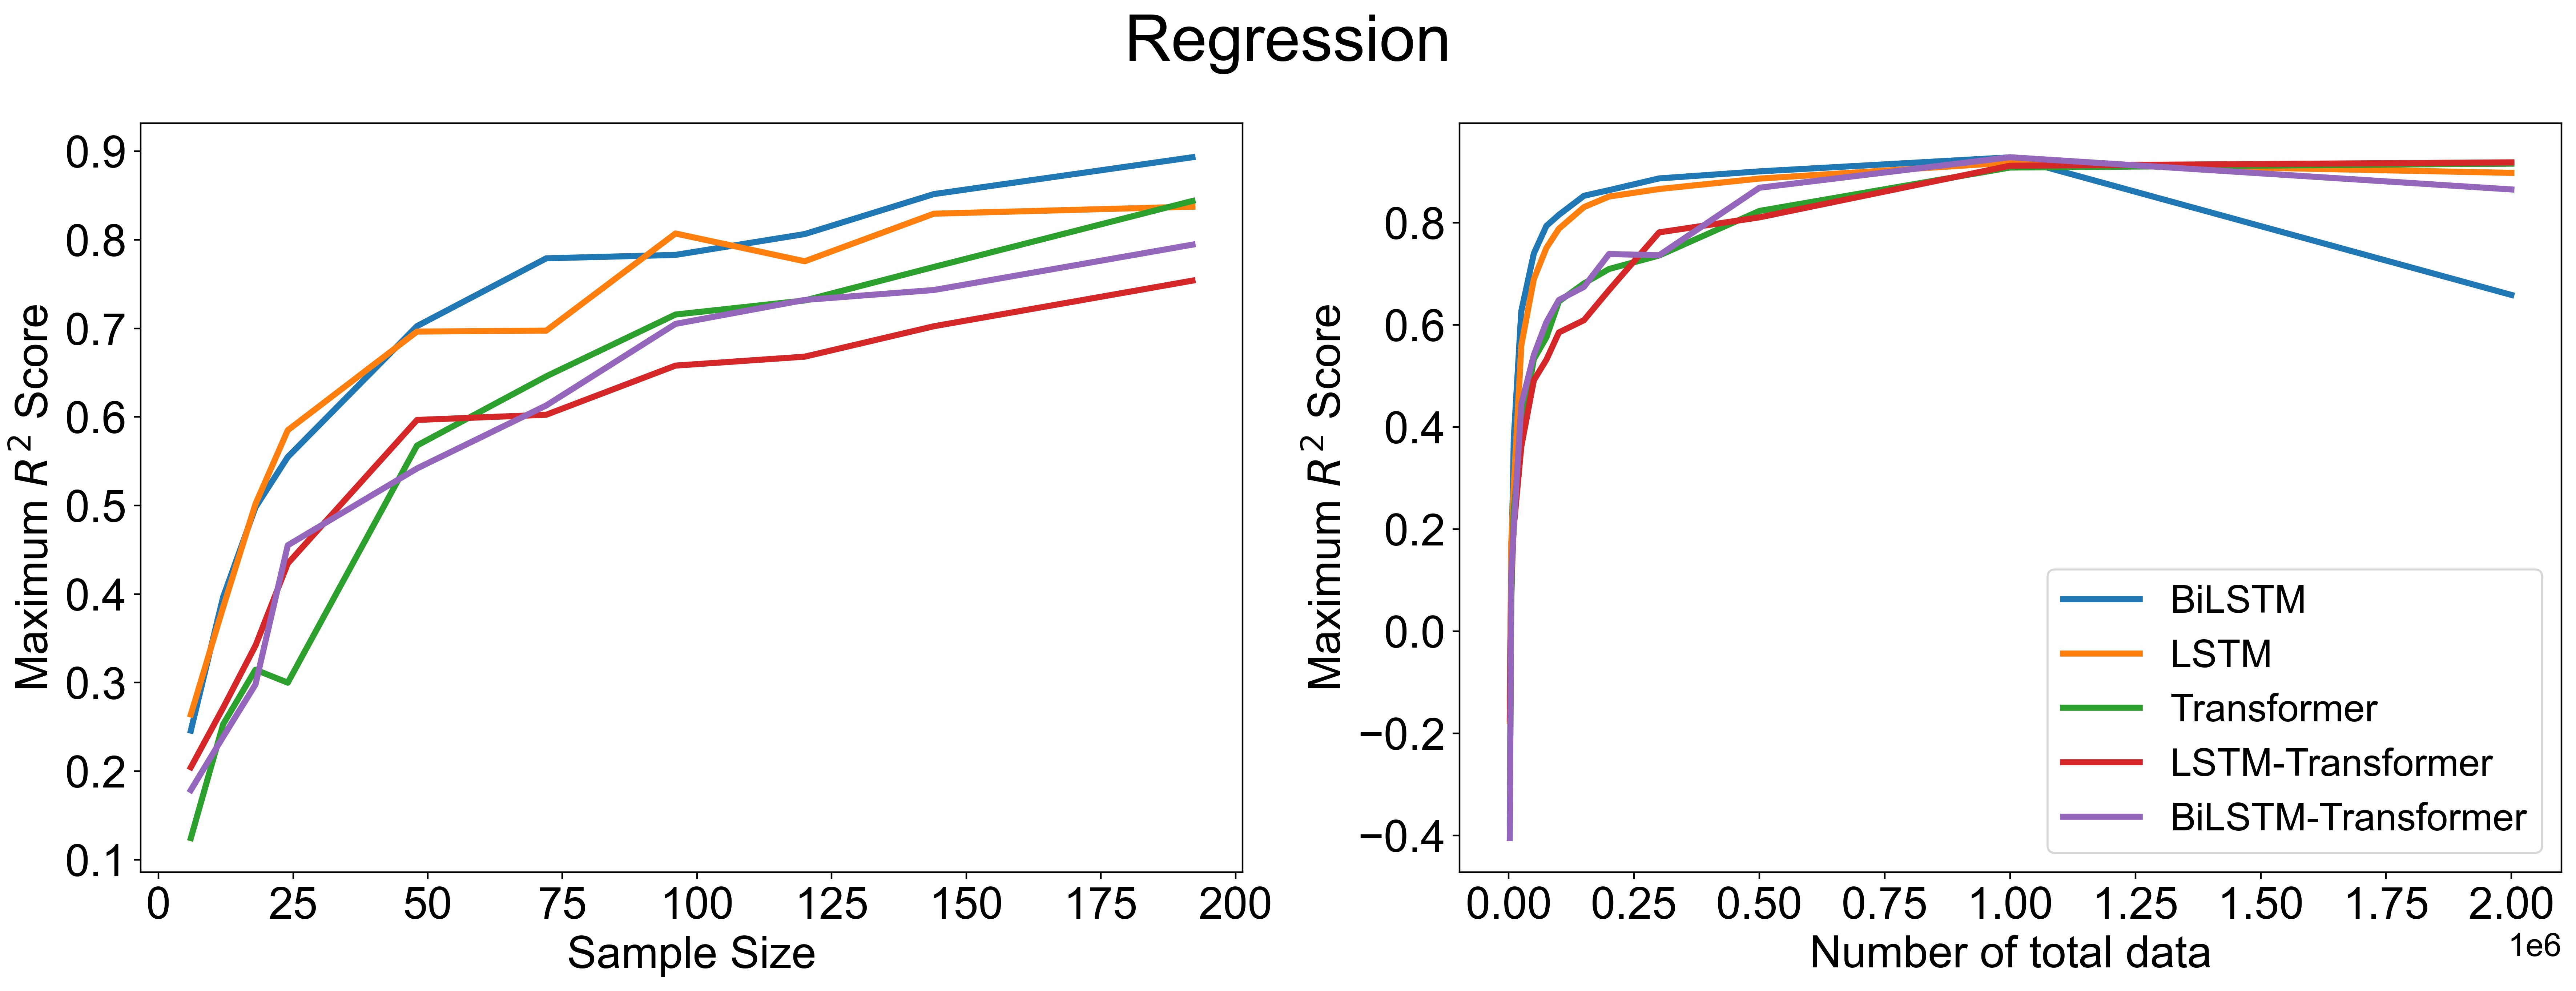 Regression
Maximum R² Score
0.9
0.8
0.7
0.6
0.5
0.4
0.3
0.2
0.1
0 25 50 75 100 125 150 175 200
Sample Size
Maximum R² Score
0.8
0.6
0.4
0.2
0.0
−0.2
−0.4
BiLSTM
LSTM
Transformer
LSTM-Transformer
BiLSTM-Transformer
0.00 0.25 0.50 0.75 1.00 1.25 1.50 1.75 2.00
1e6
Number of total data